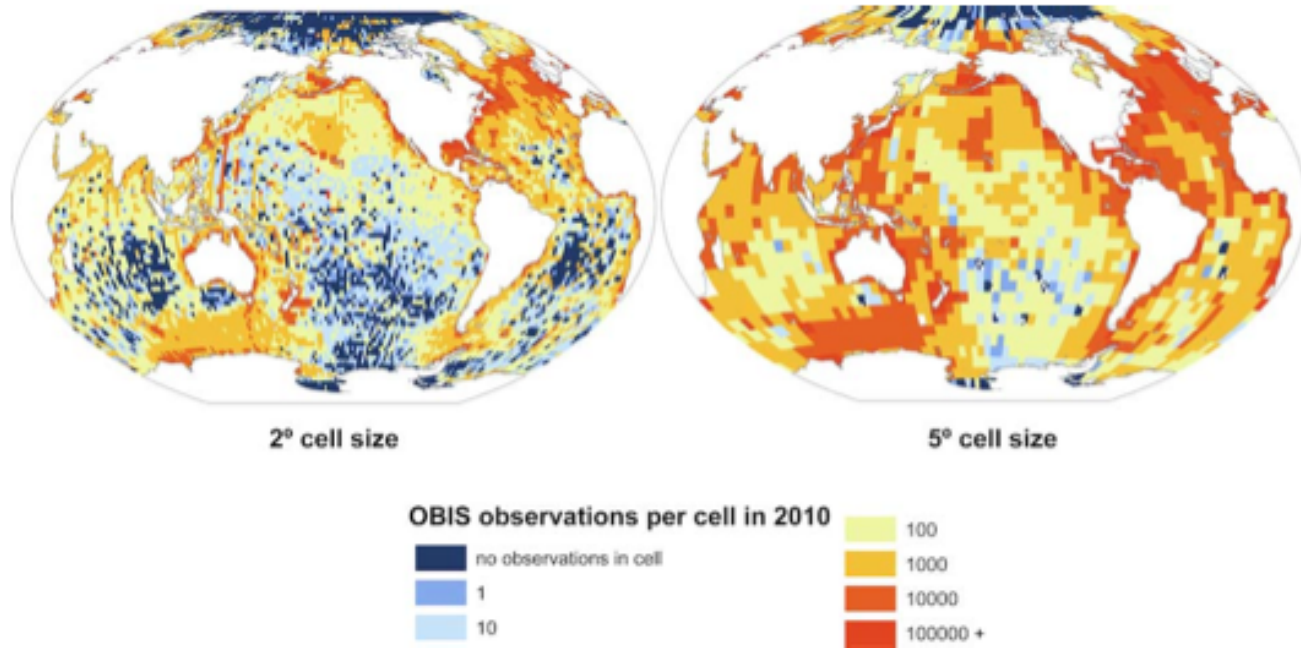 2º cell size
5º cell size
OBIS observations per cell in 2010
no observations in cell
1
10
100
1000
10000
100000 +